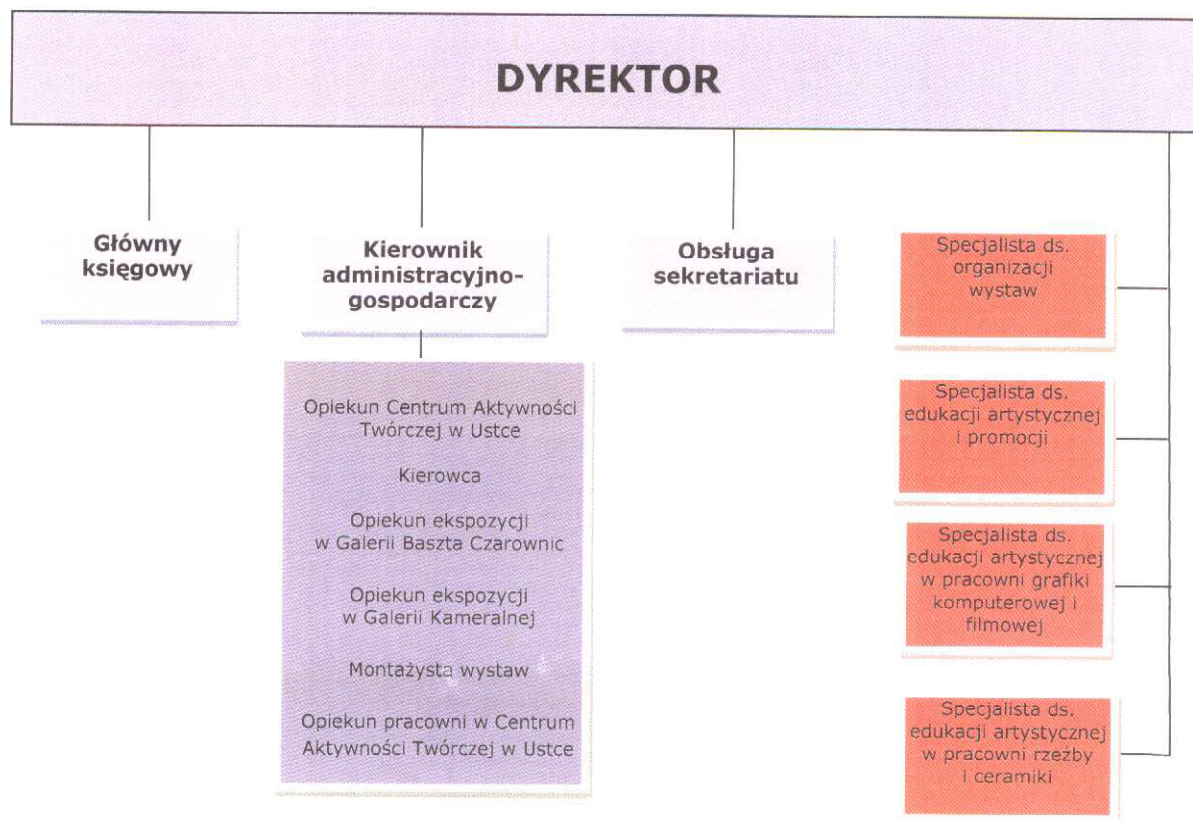 DYREKTOR
Główny
księgowy
Kierownik
administracyjno-
gospodarczy
Obsługa
sekretariatu
Opiekun Centrum Aktywności
Twórczej w Ustce
Kierowca
Opiekun ekspozycji
w Galerii Baszta Czarownic
Opiekun ekspozycji
w Galerii Kameralnej
Montażysta wystaw
Opiekun pracowni w Centrum
Aktywności Twórczej w Ustce
Specjalista ds.
organizacji
wystaw
Specjalista ds.
edukacji artystycznej
i promocji
Specjalista ds.
edukacji artystycznej
w pracowni grafiki
komputerowej i
filmowej
Specjalista ds.
edukacji artystycznej
w pracowni rzeźby
i ceramiki